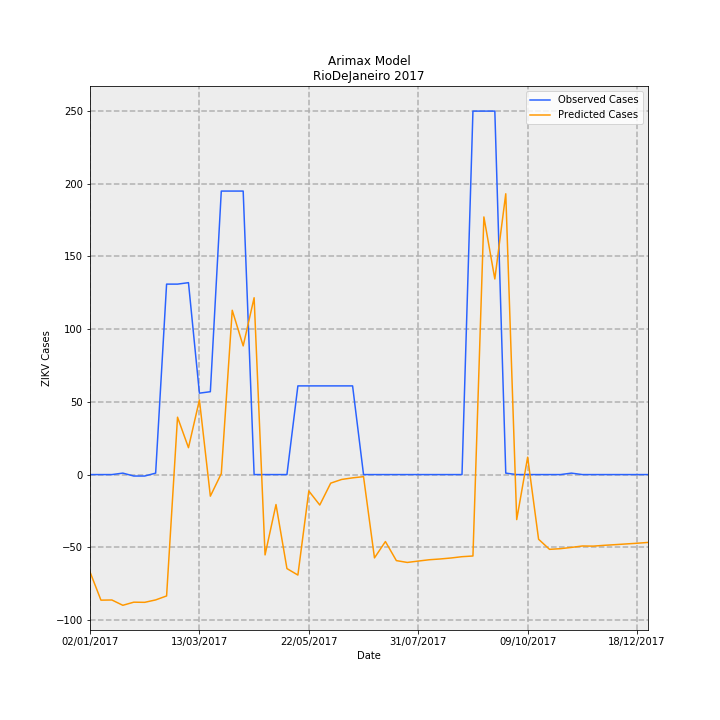 Arimax Model
RioDeJaneiro 2017
Observed Cases
Predicted Cases
250
200
150
100
50
0
−50
−100
ZIKV Cases
02/01/2017
13/03/2017
22/05/2017
31/07/2017
09/10/2017
18/12/2017
Date